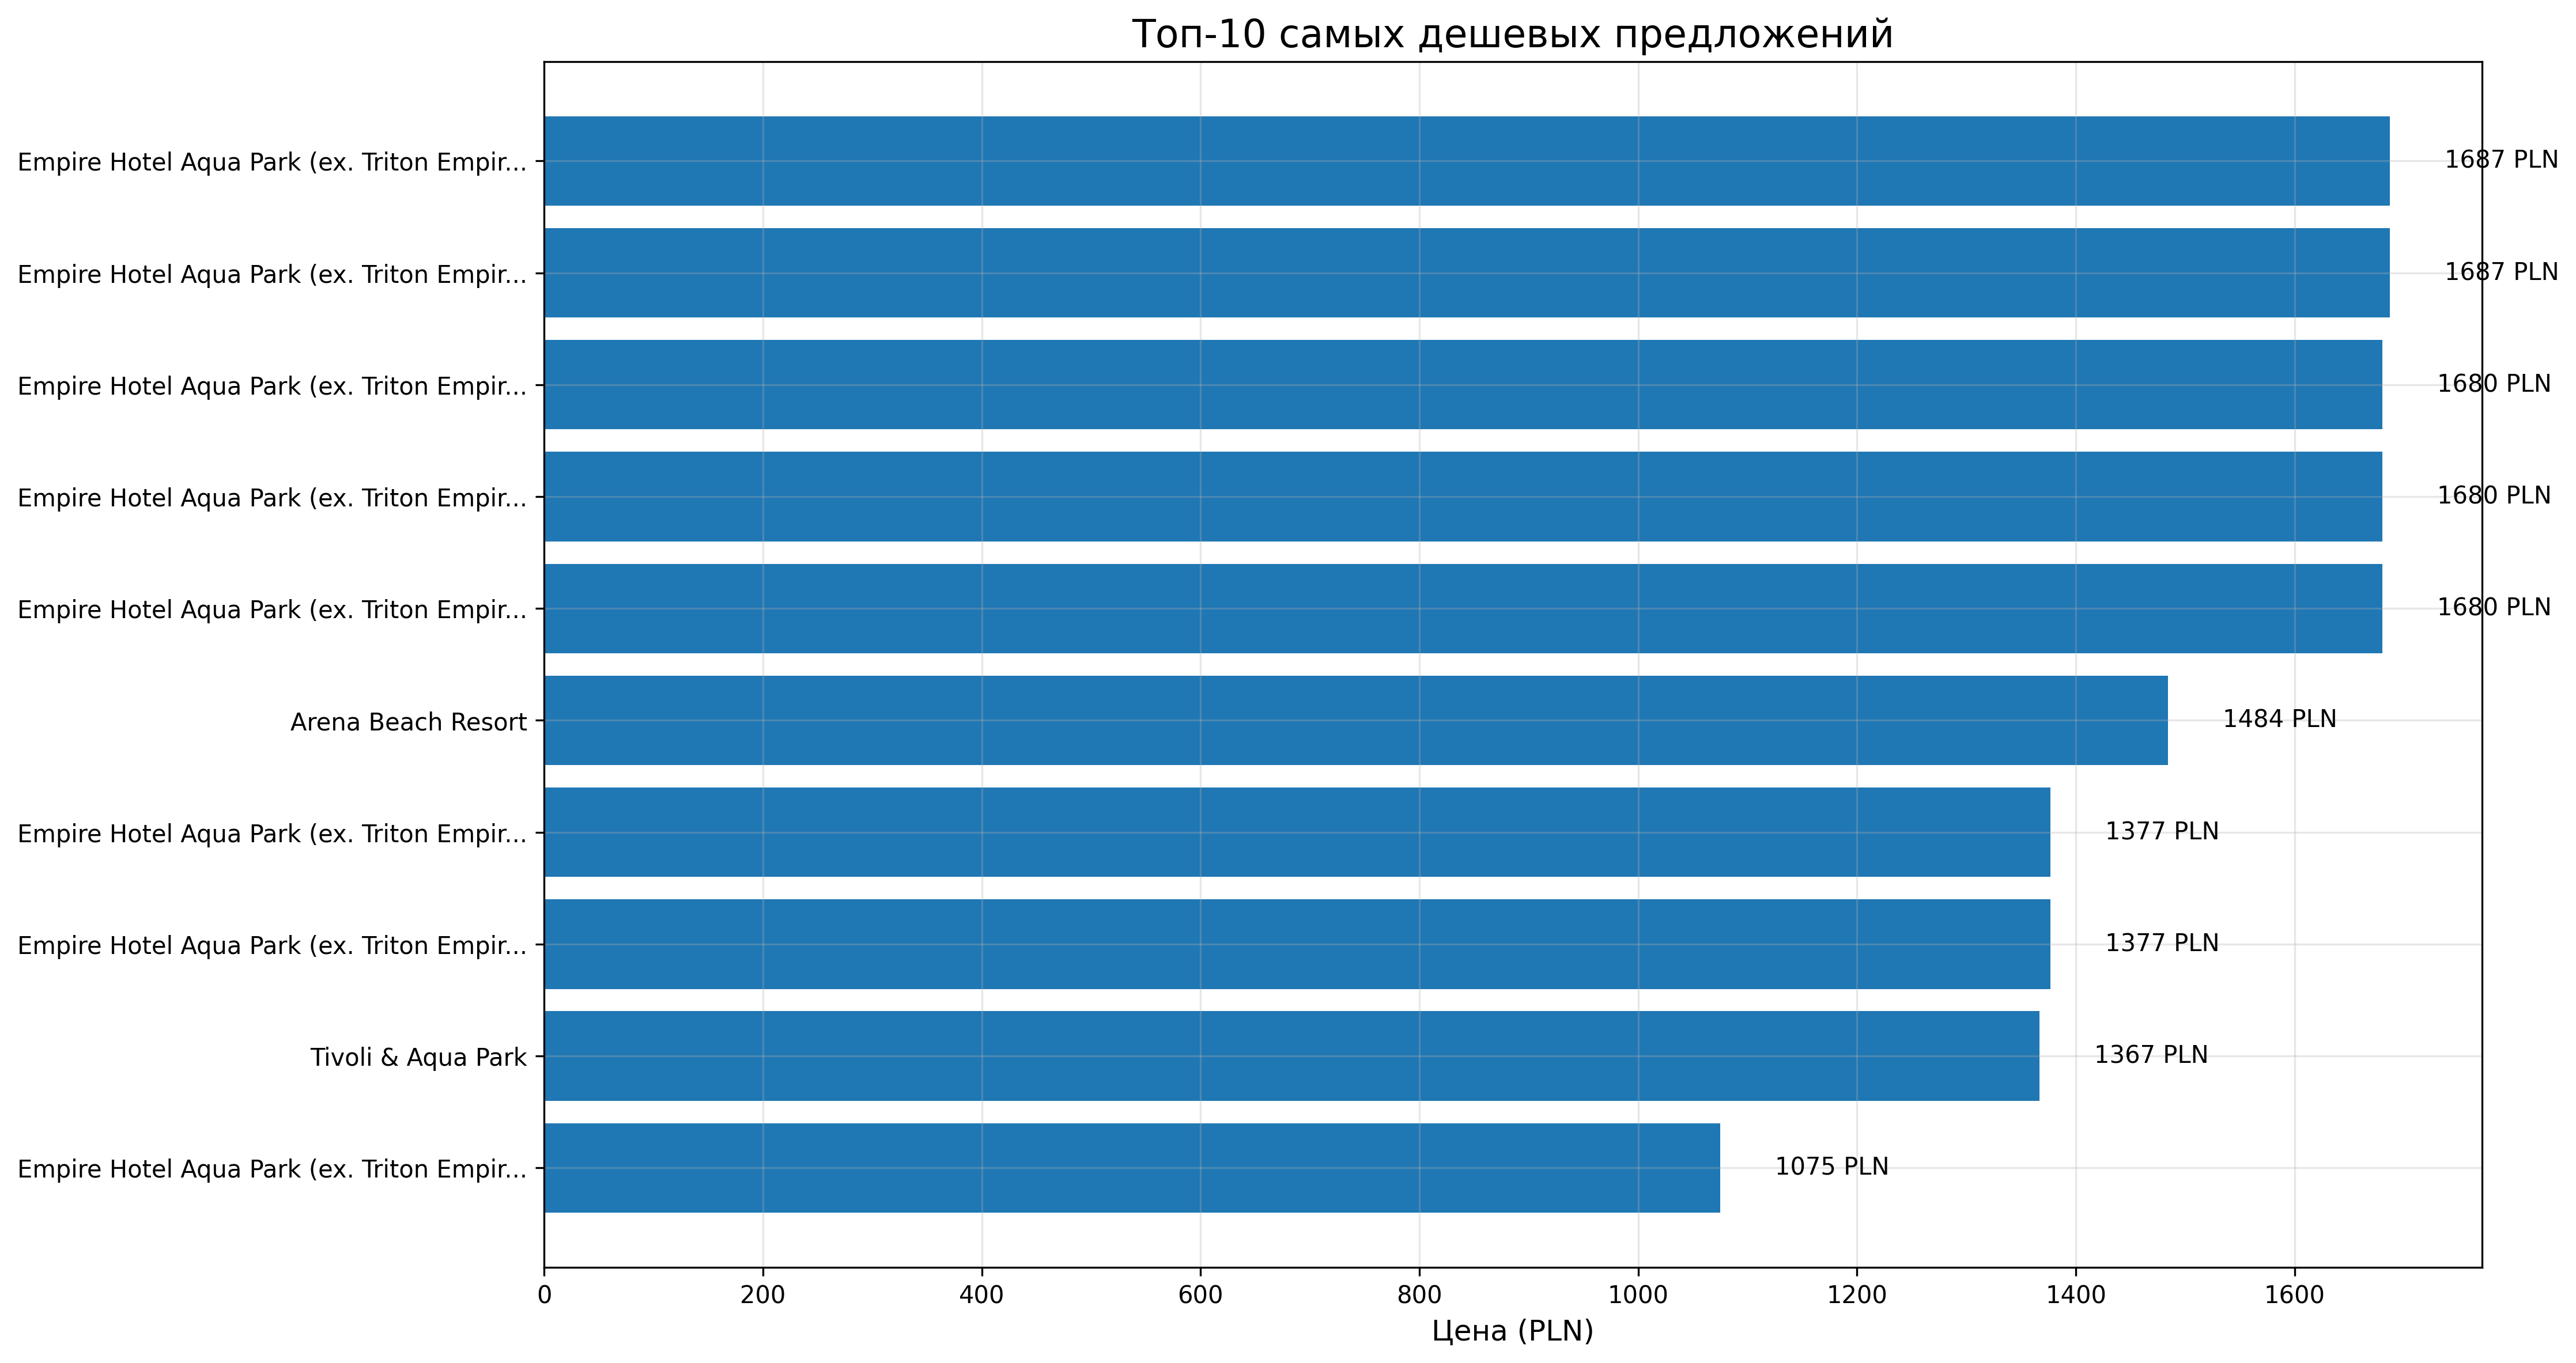 Топ-10 самых дешевых предложений
Empire Hotel Aqua Park (ex. Triton Empir... 1687 PLN
Empire Hotel Aqua Park (ex. Triton Empir... 1687 PLN
Empire Hotel Aqua Park (ex. Triton Empir... 1680 PLN
Empire Hotel Aqua Park (ex. Triton Empir... 1680 PLN
Empire Hotel Aqua Park (ex. Triton Empir... 1680 PLN
Arena Beach Resort 1484 PLN
Empire Hotel Aqua Park (ex. Triton Empir... 1377 PLN
Empire Hotel Aqua Park (ex. Triton Empir... 1377 PLN
Tivoli & Aqua Park 1367 PLN
Empire Hotel Aqua Park (ex. Triton Empir... 1075 PLN
0 200 400 600 800 1000 1200 1400 1600
Цена (PLN)